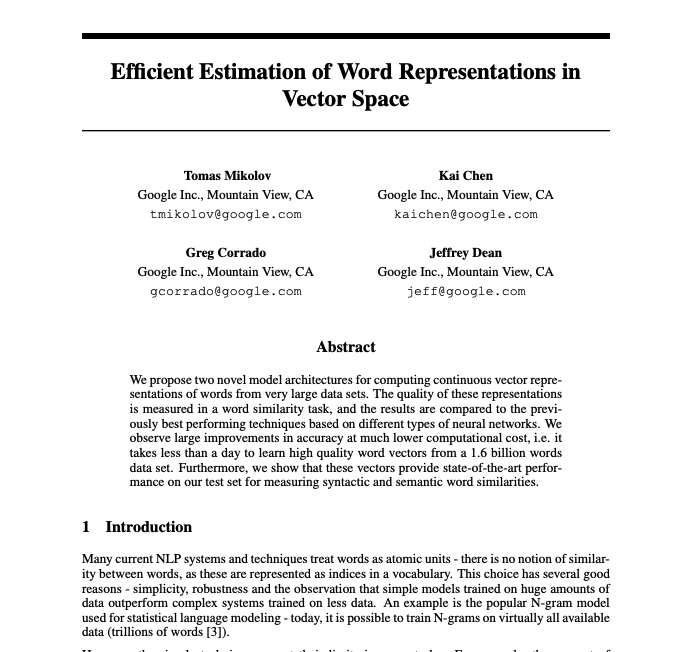 Efficient Estimation of Word Representations in
Vector Space
Tomas Mikolov
Google Inc., Mountain View, CA
tmikolov@google.com
Kai Chen
Google Inc., Mountain View, CA
kaichen@google.com
Greg Corrado
Google Inc., Mountain View, CA
gcorrado@google.com
Jeffrey Dean
Google Inc., Mountain View, CA
jeff@google.com
Abstract
We propose two novel model architectures for computing continuous vector repre-
sentations of words from very large data sets. The quality of these representations
is measured in a word similarity task, and the results are compared to the previ-
ously best performing techniques based on different types of neural networks. We
observe large improvements in accuracy at much lower computational cost, i.e. it
takes less than a day to learn high quality word vectors from a 1.6 billion words
data set. Furthermore, we show that these vectors provide state-of-the-art perfor-
mance on our test set for measuring syntactic and semantic word similarities.
1 Introduction
Many current NLP systems and techniques treat words as atomic units - there is no notion of similar-
ity between words, as these are represented as indices in a vocabulary. This choice has several good
reasons - simplicity, robustness and the observation that simple models trained on huge amounts of
data outperform complex systems trained on less data. An example is the popular N-gram model
used for statistical language modeling - today, it is possible to train N-grams on virtually all available
data (trillions of words [3]).